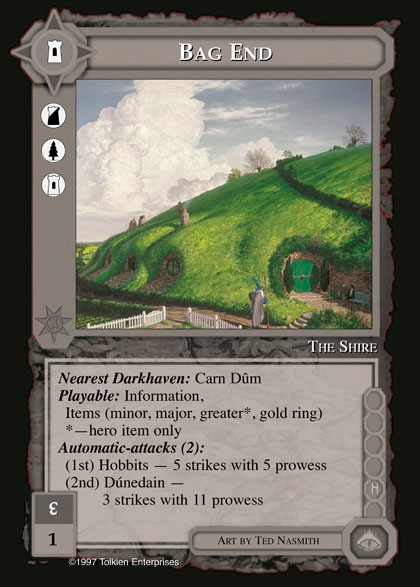 BAG END
THE SHIRE
Nearest Darkhaven: Carn Dûm
Playable: Information,
Items (minor, major, greater*, gold ring)
*—hero item only
Automatic-attacks (2):
(1st) Hobbits — 5 strikes with 5 prowess
(2nd) Dúnedain —
3 strikes with 11 prowess
H
ε
1
ART BY TED NASMITH
©1997 Tolkien Enterprises